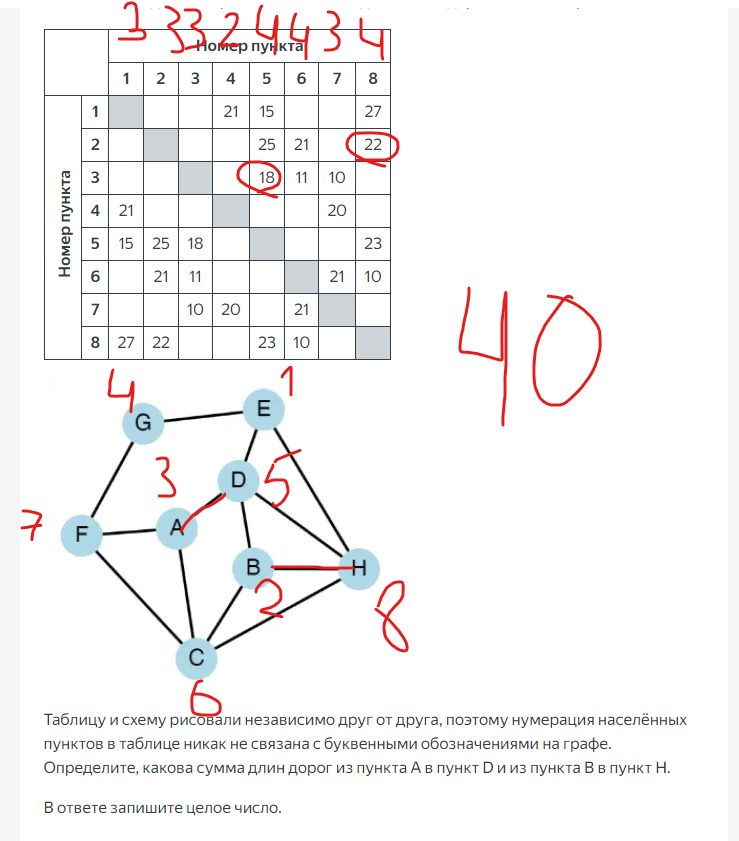 3 3 3 2 4 4 3 4
Номер пункта
1 2 3 4 5 6 7 8
Номер пункта
1 21 15 27
2 25 21 22
3 18 11 10
4 21 20
5 15 25 18 23
6 21 11 21 10
7 10 20 21
8 27 22 23 10
40
4 G E 1
3 D 5
7 F A
B H
2 8
C
6
Таблицу и схему рисовали независимо друг от друга, поэтому нумерация населённых
пунктов в таблице никак не связана с буквенными обозначениями на графе.
Определите, какова сумма длин дорог из пункта A в пункт D и из пункта B в пункт H.
В ответе запишите целое число.